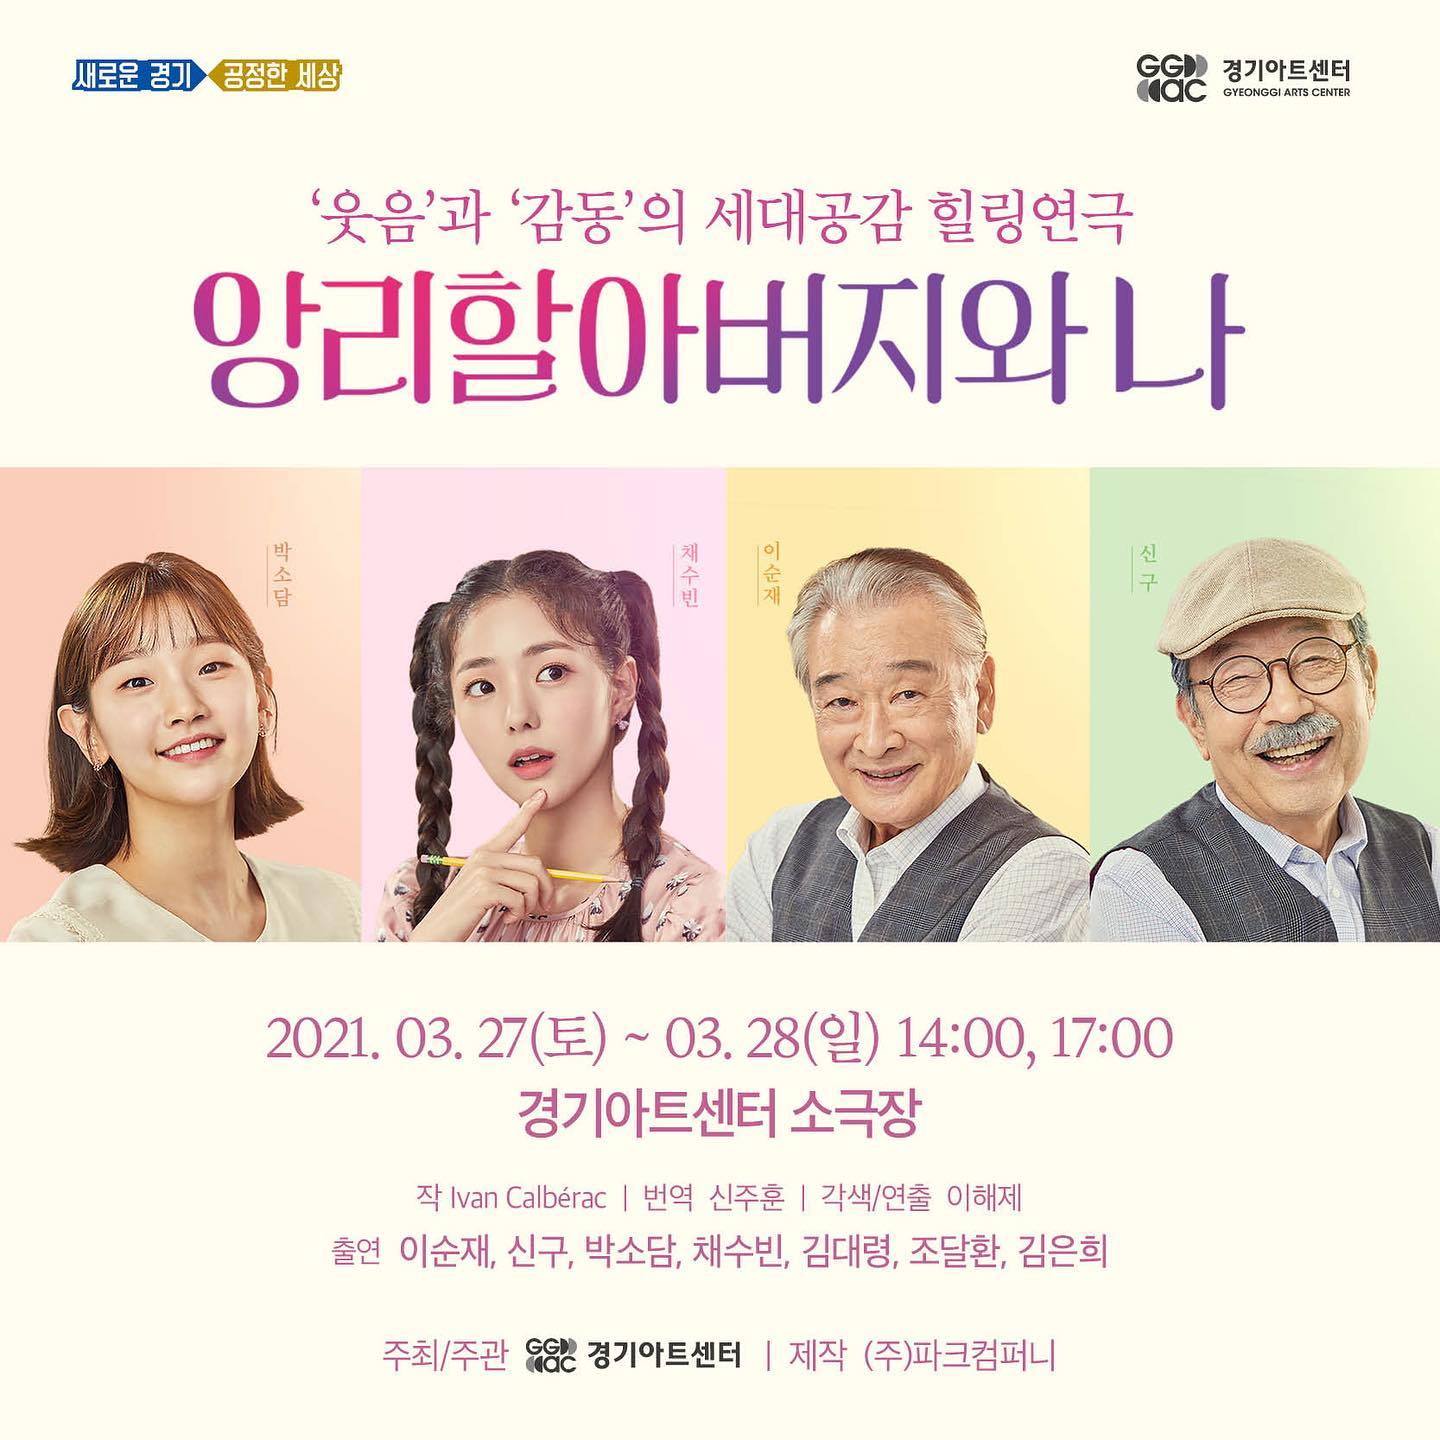 새로운 경기 공정한 세상
GGAC 경기아트센터
GYEONGGI ARTS CENTER
‘웃음’과 ‘감동’의 세대공감 힐링연극
앙리할아버지와 나
박소담
채수빈
이순재
신구
2021. 03. 27(토) ~ 03. 28(일) 14:00, 17:00
경기아트센터 소극장
작 Ivan Calbérac | 번역 신주훈 | 각색/연출 이해제
출연 이순재, 신구, 박소담, 채수빈, 김대령, 조달환, 김은희
주최/주관 GGAC 경기아트센터 | 제작 (주)파크컴퍼니